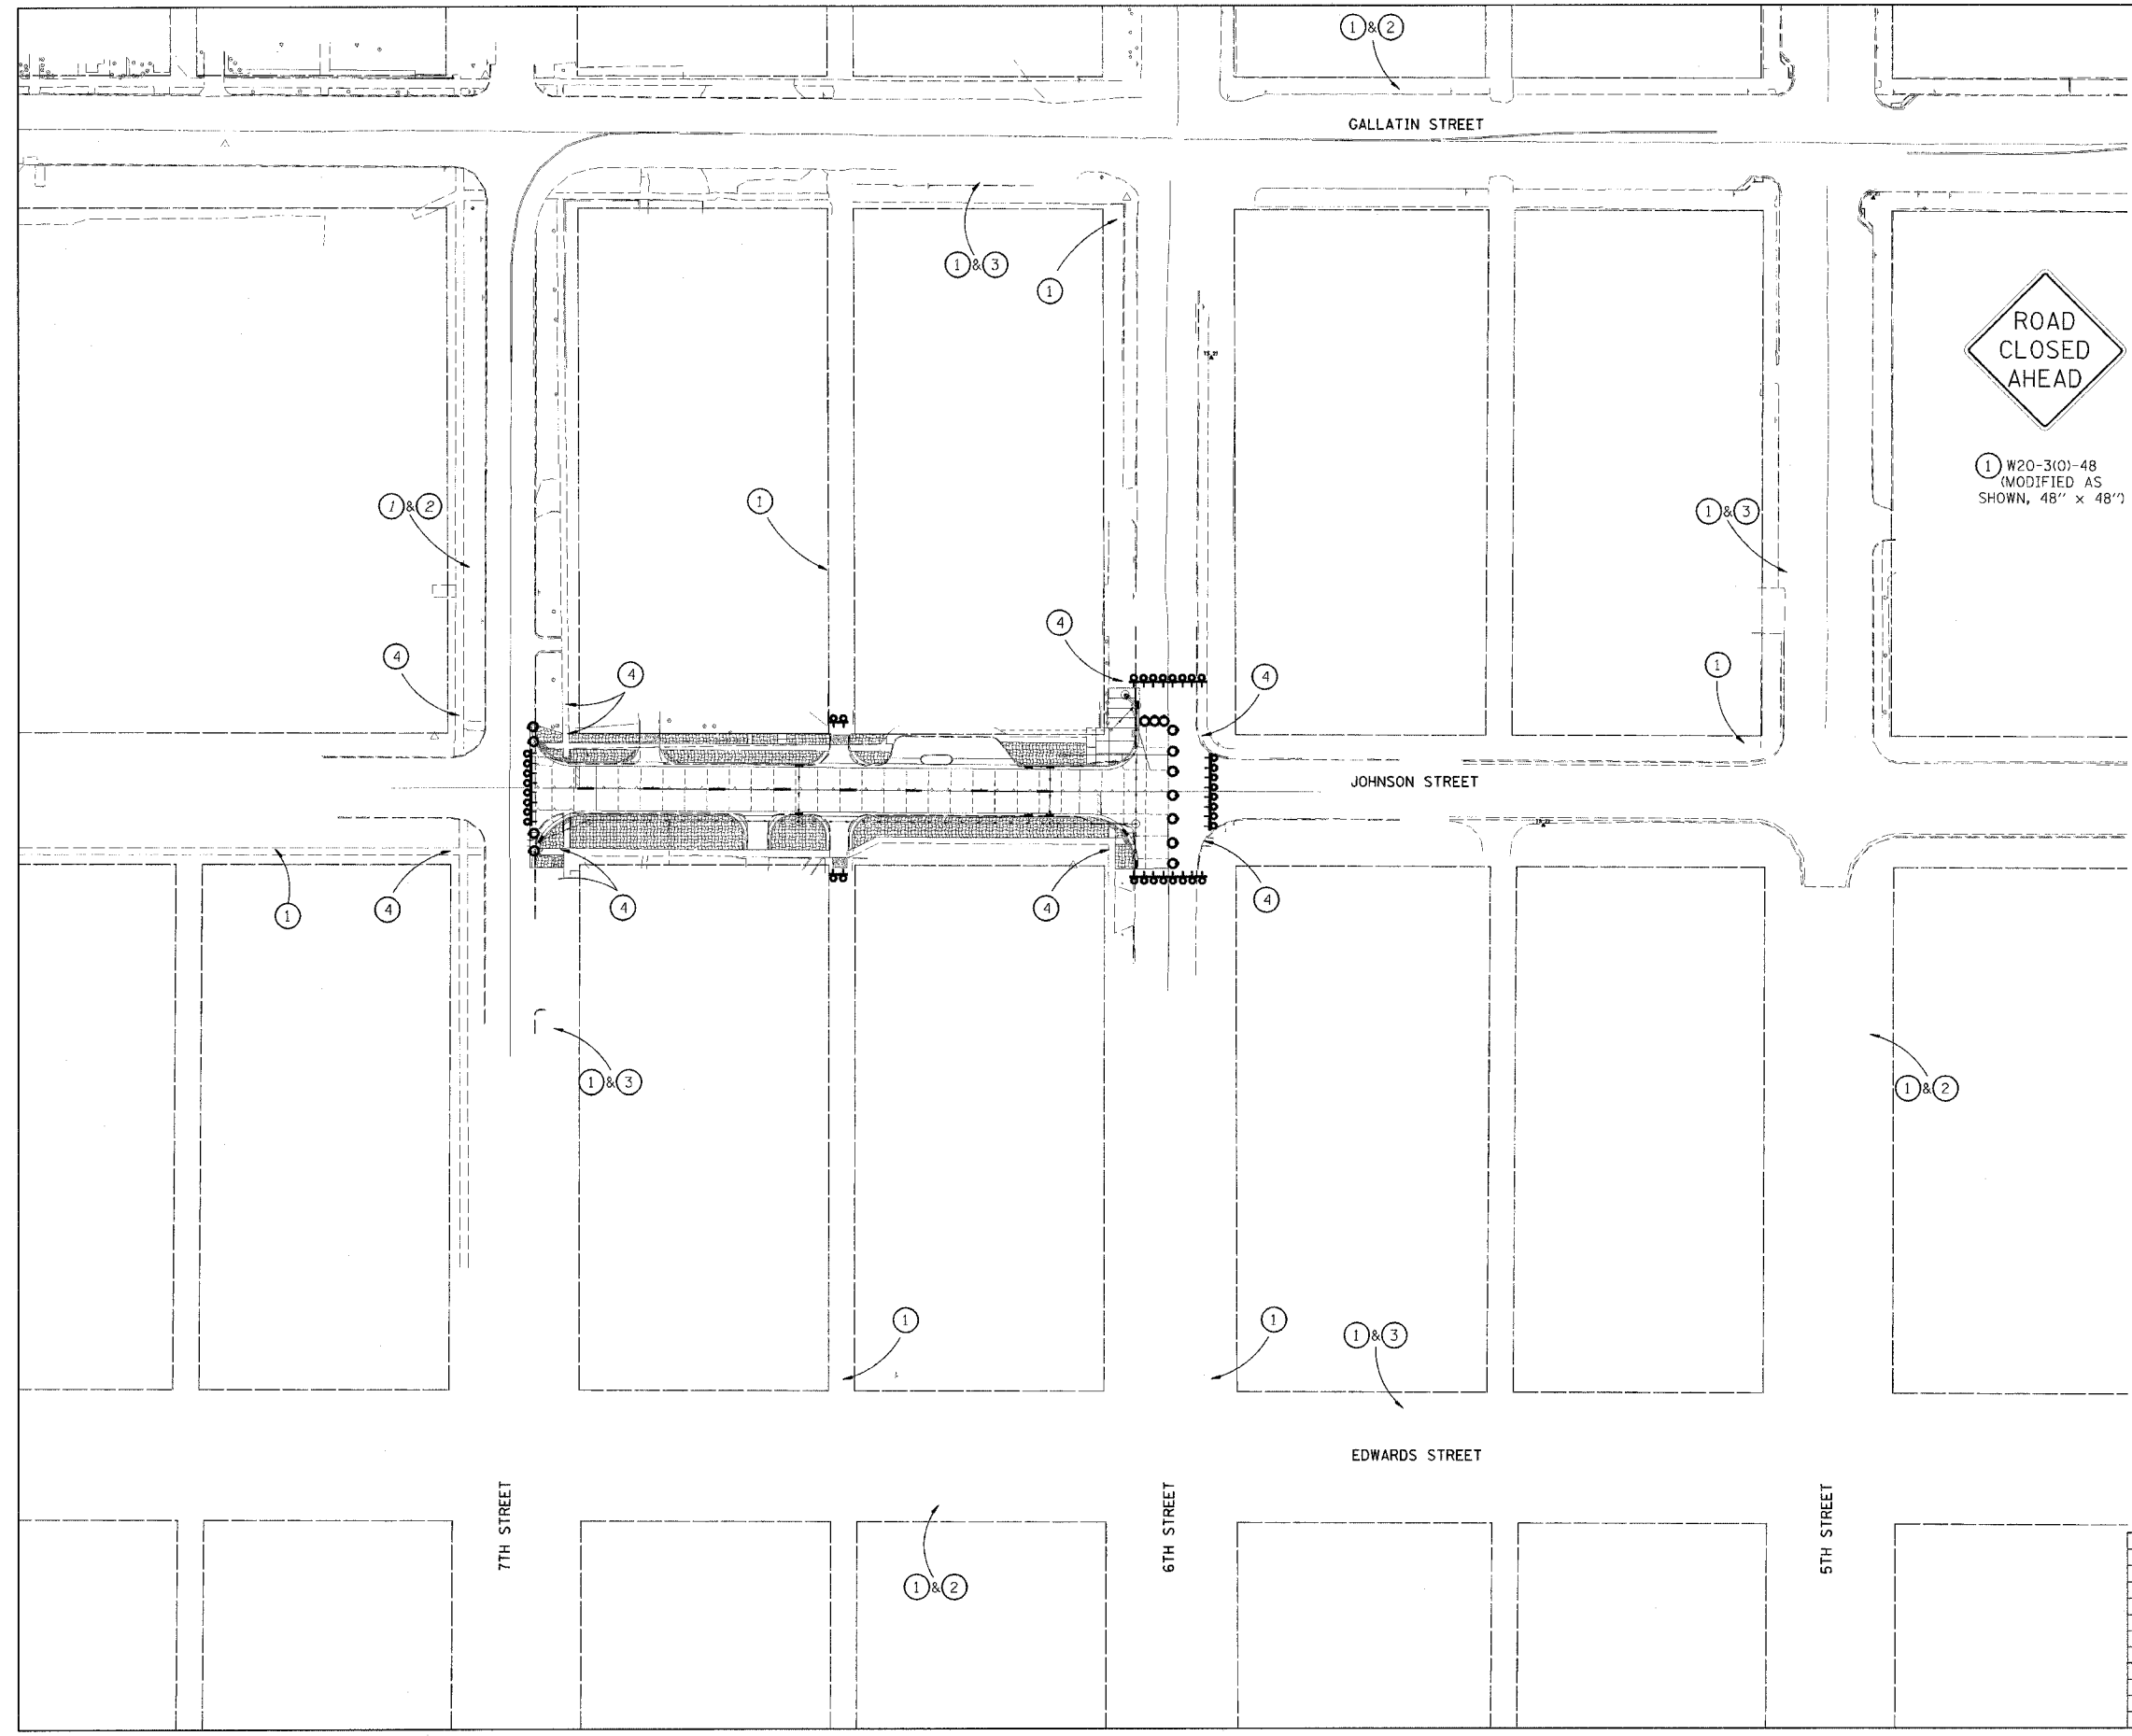 1 & 2
GALLATIN STREET
1 & 3
1
ROAD
CLOSED
AHEAD
1 W20-3(O)-48
(MODIFIED AS
SHOWN, 48" x 48")
1 & 2
1
1 & 3
4
4
4
4
1
JOHNSON STREET
1
4
4
4
4
1 & 3
1 & 2
1
1
1 & 3
EDWARDS STREET
7TH STREET
6TH STREET
5TH STREET
1 & 2